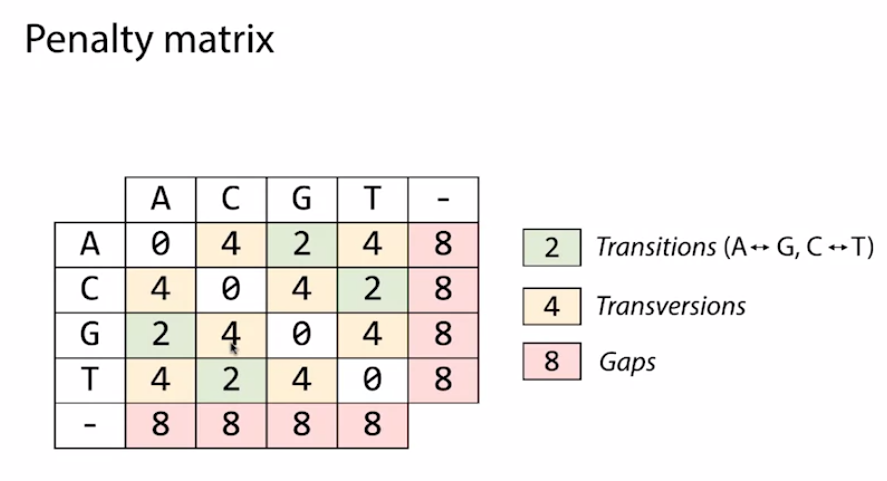 Penalty matrix
A C G T -
A 0 4 2 4 8
C 4 0 4 2 8
G 2 4 0 4 8
T 4 2 4 0 8
- 8 8 8 8
2 Transitions (A↔G, C↔T)
4 Transversions
8 Gaps